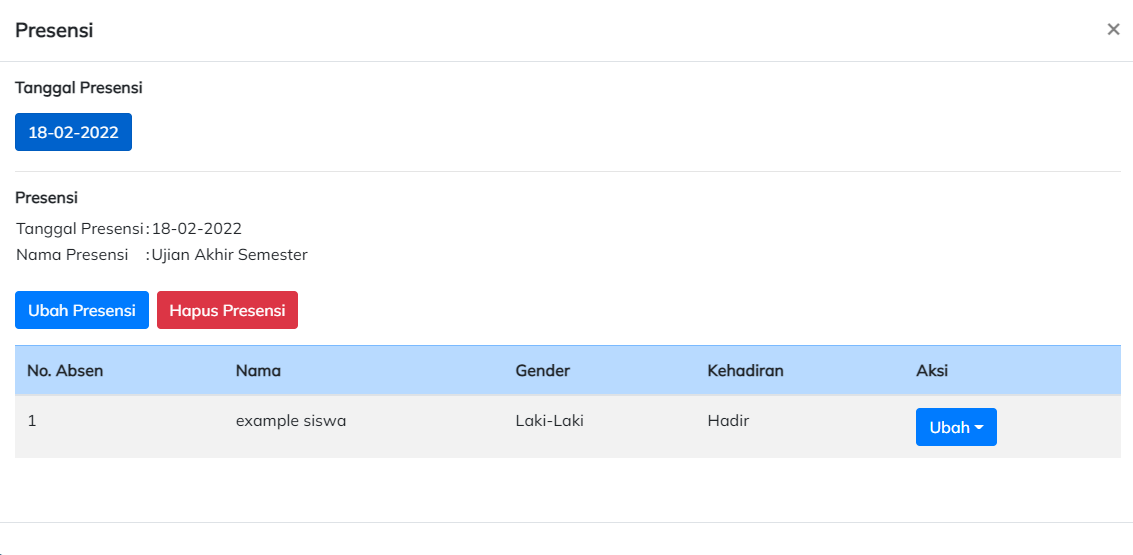 Presensi ×
Tanggal Presensi
18-02-2022
Presensi
Tanggal Presensi : 18-02-2022
Nama Presensi : Ujian Akhir Semester
Ubah Presensi Hapus Presensi
No. Absen Nama Gender Kehadiran Aksi
1 example siswa Laki-Laki Hadir Ubah